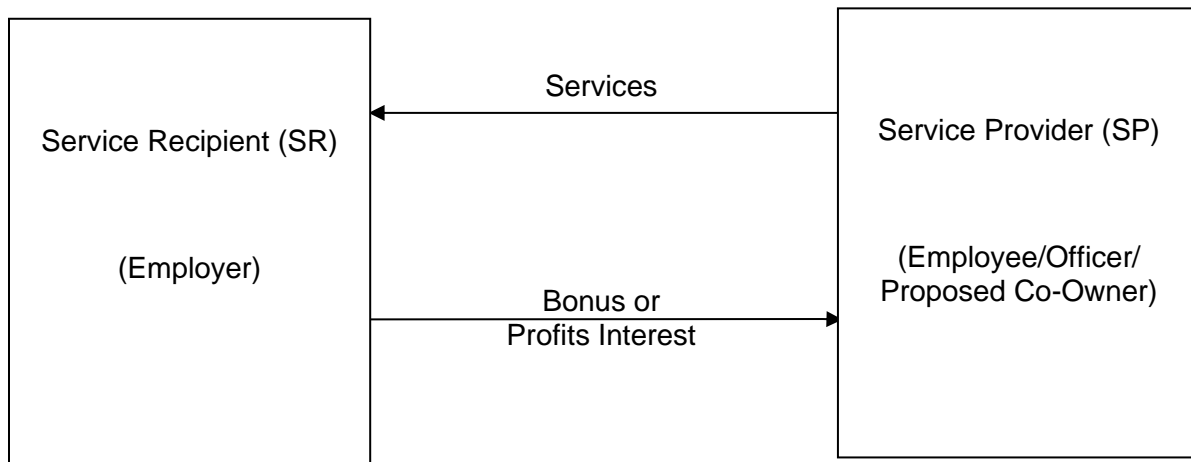 Service Recipient (SR)
(Employer)
Services
Bonus or
Profits Interest
Service Provider (SP)
(Employee/Officer/
Proposed Co-Owner)